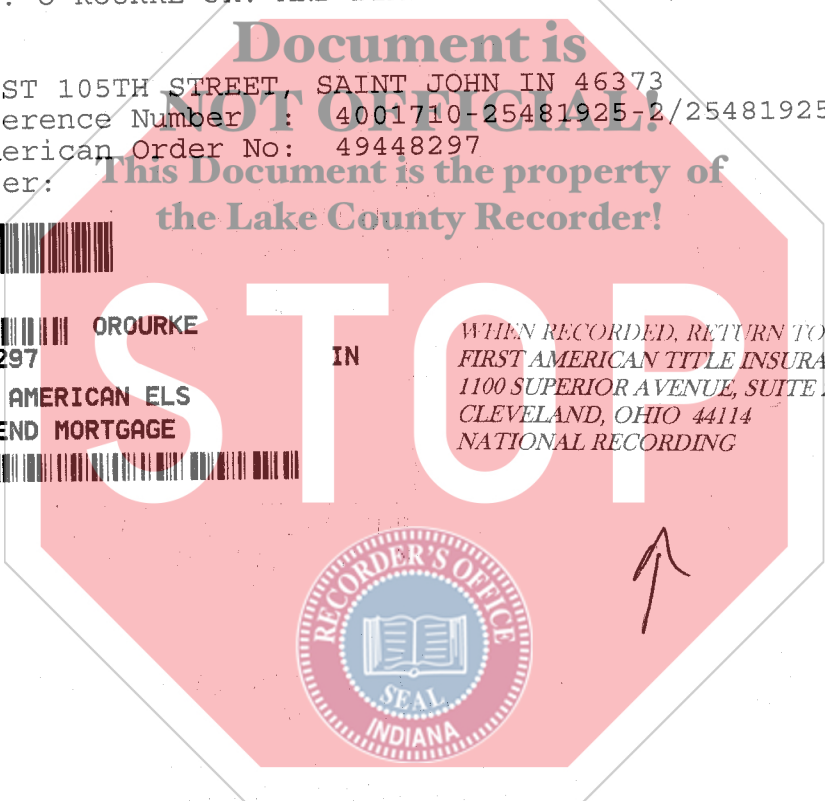 Document is
ST 105TH STREET, SAINT JOHN IN 46373
NOT OFFICIAL!
erence Number : 4001710-25481925-2/25481925
erican Order No: 49448297
This Document is the property of
er:
the Lake County Recorder!
STOP
OROURKE
297 IN
AMERICAN ELS
END MORTGAGE
WHEN RECORDED, RETURN TO
FIRST AMERICAN TITLE INSURA
1100 SUPERIOR AVENUE, SUITE
CLEVELAND, OHIO 44114
NATIONAL RECORDING
RECORDER'S OFFICE
SEAL
INDIANA